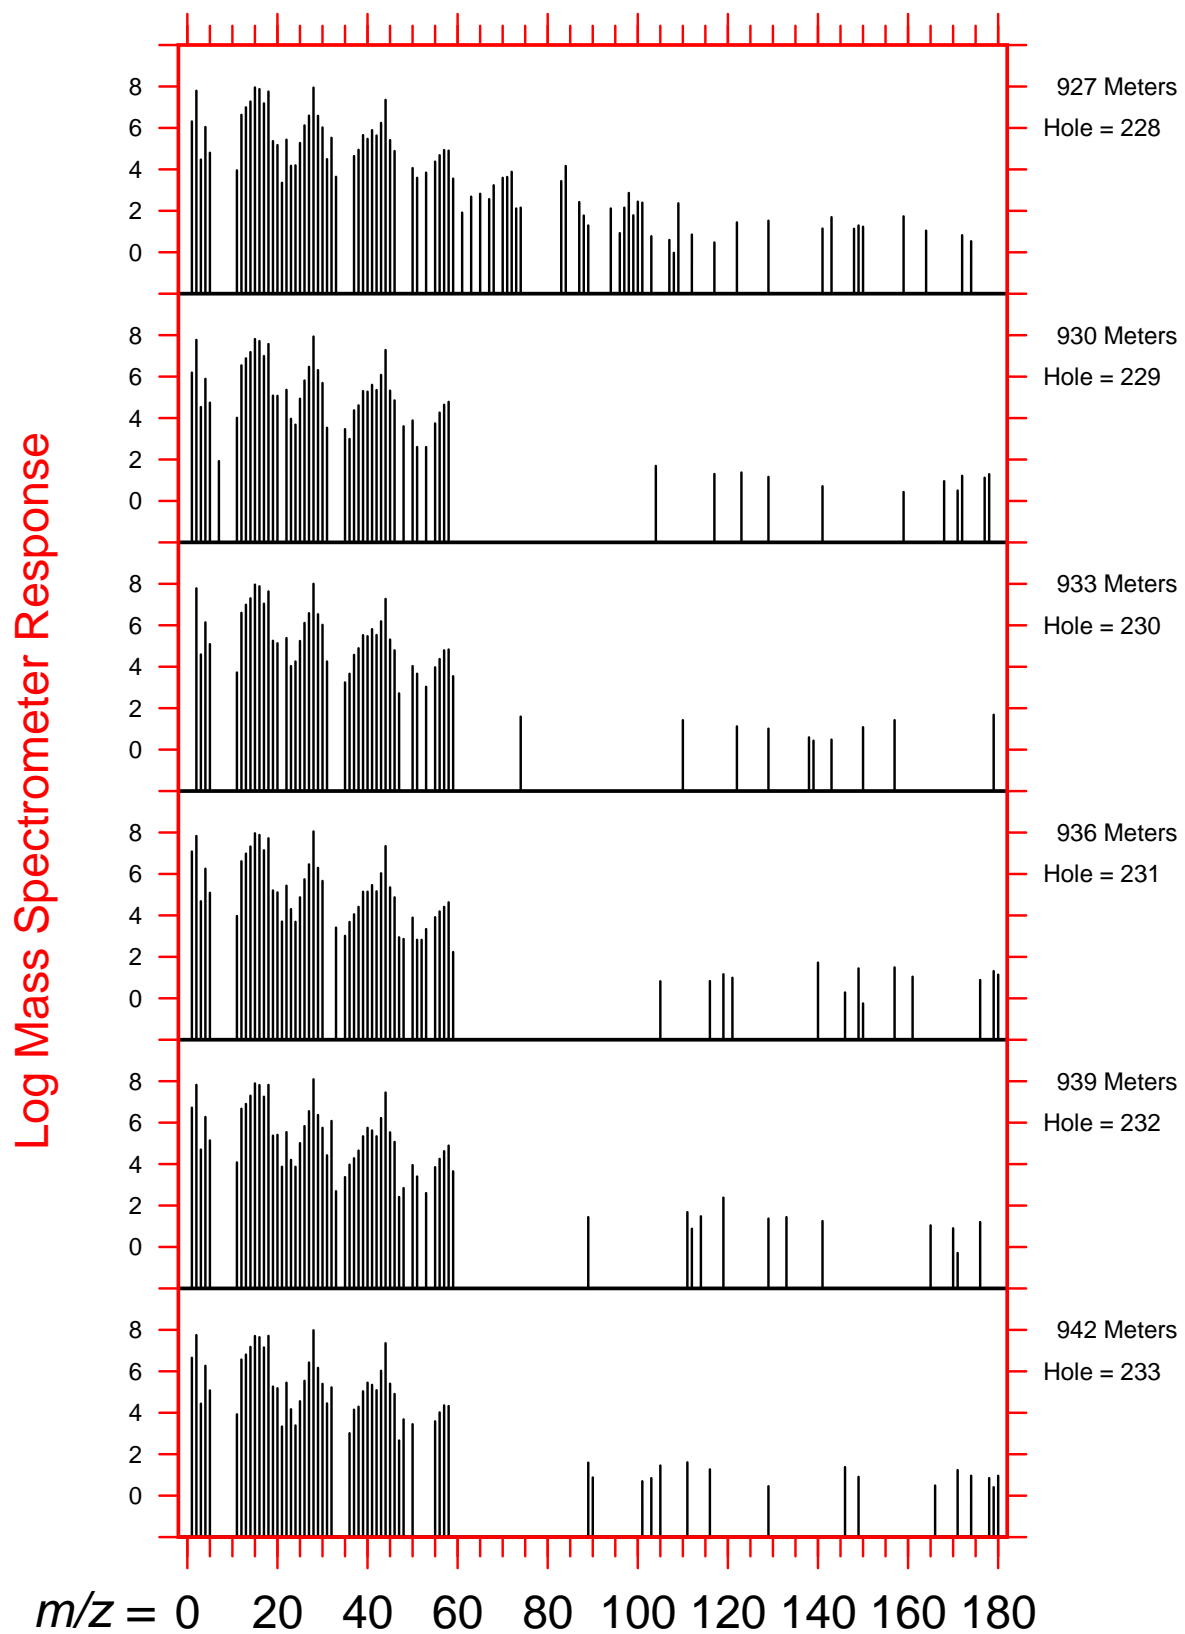 8
6
4
2
0
927 Meters
Hole = 228
8
6
4
2
0
930 Meters
Hole = 229
8
6
4
2
0
933 Meters
Hole = 230
8
6
4
2
0
936 Meters
Hole = 231
8
6
4
2
0
939 Meters
Hole = 232
8
6
4
2
0
942 Meters
Hole = 233
Log Mass Spectrometer Response
m/z = 0 20 40 60 80 100 120 140 160 180